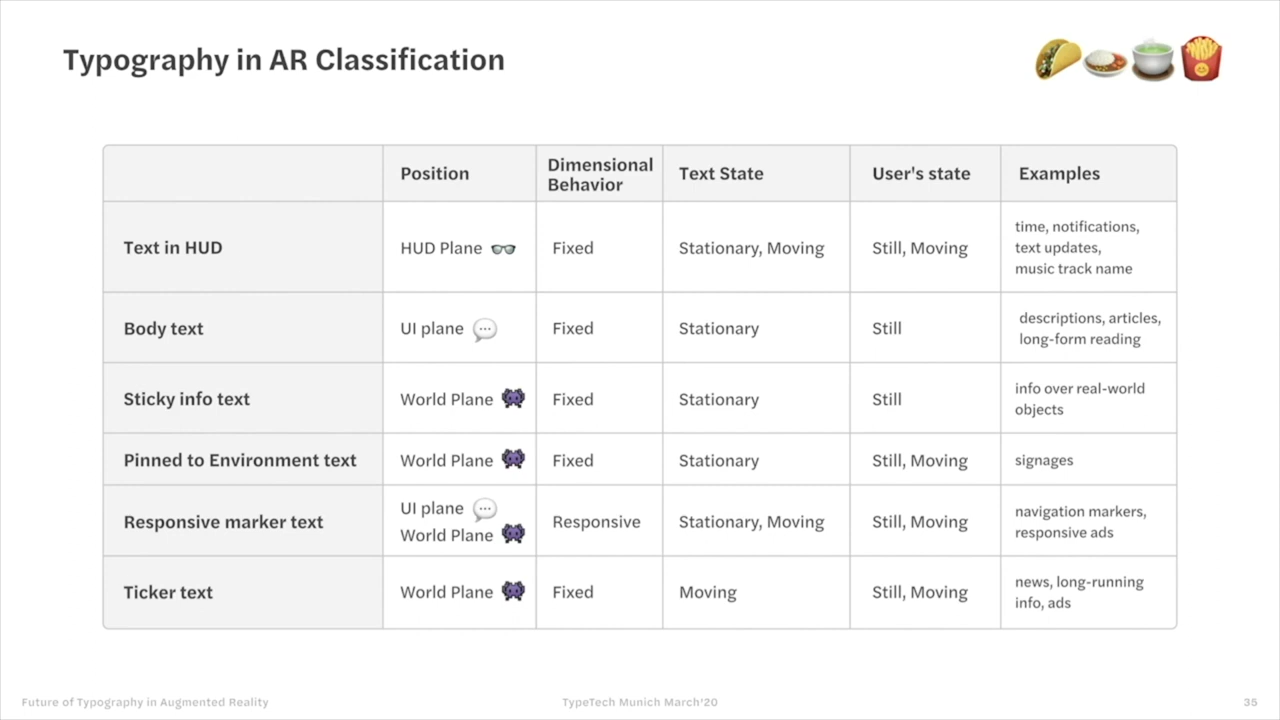 Typography in AR Classification
Position
Dimensional
Behavior
Text State
User's state
Examples
Text in HUD
HUD Plane
Fixed
Stationary, Moving
Still, Moving
time, notifications,
text updates,
music track name
Body text
UI plane
Fixed
Stationary
Still
descriptions, articles,
long-form reading
Sticky info text
World Plane
Fixed
Stationary
Still
info over real-world
objects
Pinned to Environment text
World Plane
Fixed
Stationary
Still, Moving
signages
Responsive marker text
UI plane
World Plane
Responsive
Stationary, Moving
Still, Moving
navigation markers,
responsive ads
Ticker text
World Plane
Fixed
Moving
Still, Moving
news, long-running
info, ads
Future of Typography in Augmented Reality
TypeTech Munich March'20
35